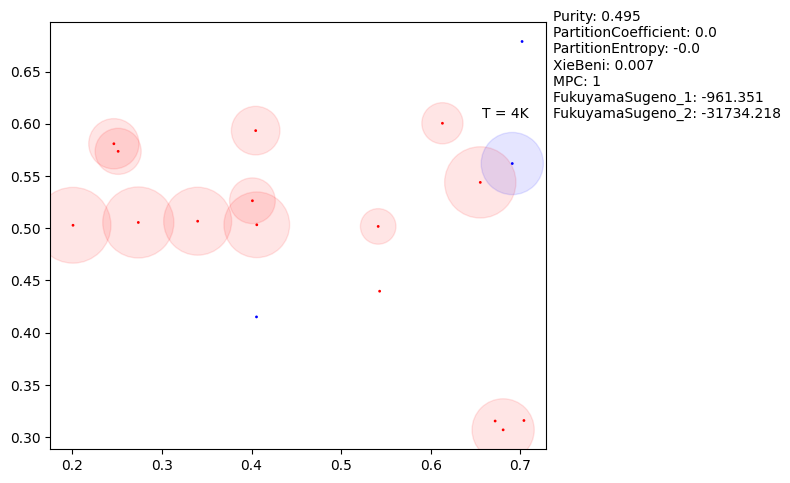 Purity: 0.495
PartitionCoefficient: 0.0
PartitionEntropy: -0.0
XieBeni: 0.007
MPC: 1
FukuyamaSugeno_1: -961.351
FukuyamaSugeno_2: -31734.218
T = 4K
0.65
0.60
0.55
0.50
0.45
0.40
0.35
0.30
0.2 0.3 0.4 0.5 0.6 0.7